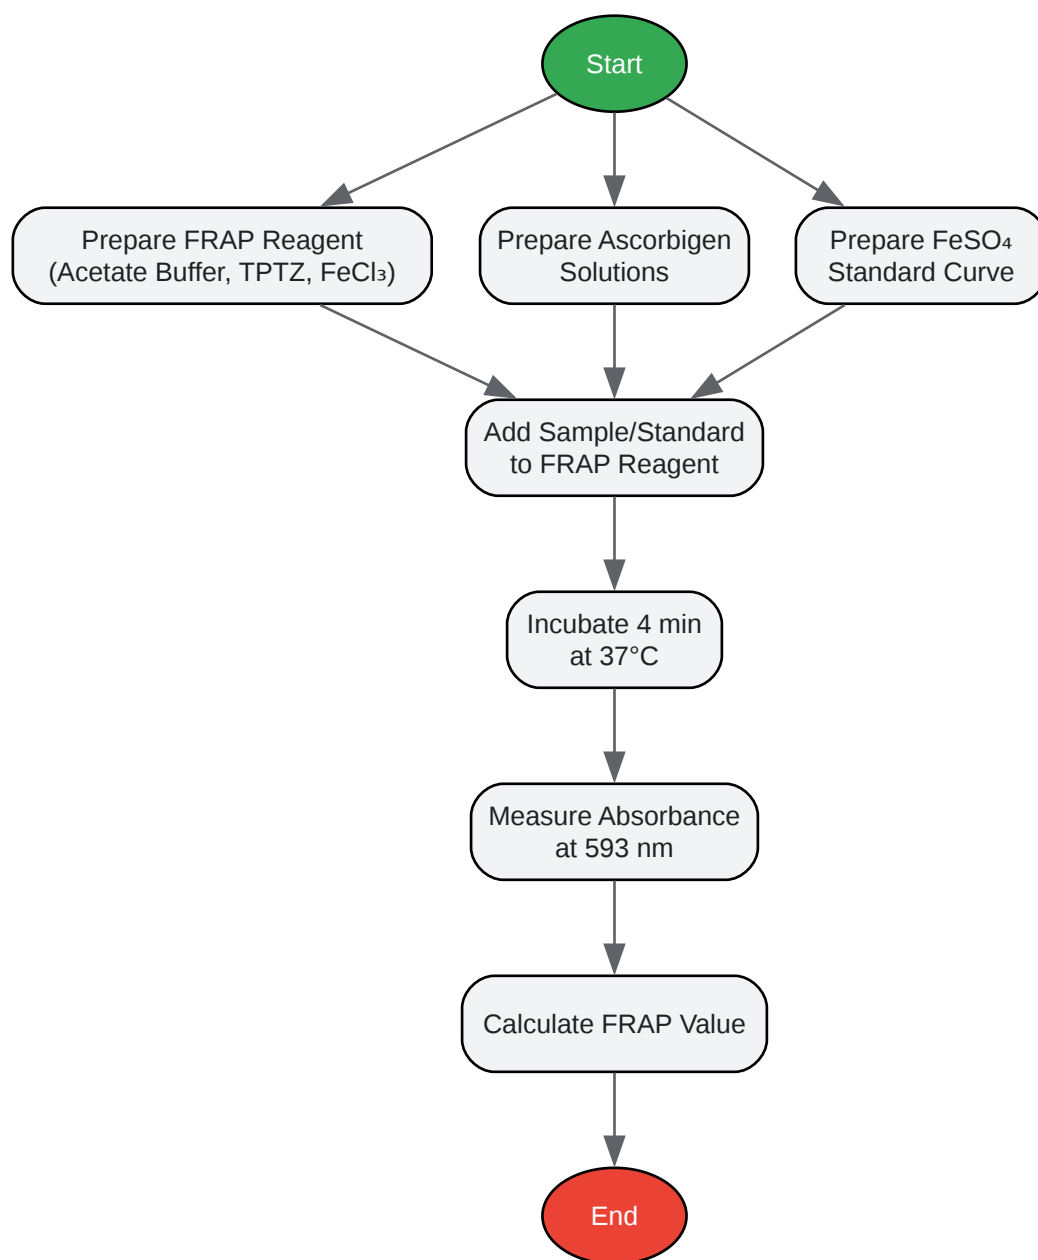 Start
Prepare FRAP Reagent
(Acetate Buffer, TPTZ, FeCl₃)
Prepare Ascorbigen
Solutions
Prepare FeSO₄
Standard Curve
Add Sample/Standard
to FRAP Reagent
Incubate 4 min
at 37°C
Measure Absorbance
at 593 nm
Calculate FRAP Value
End